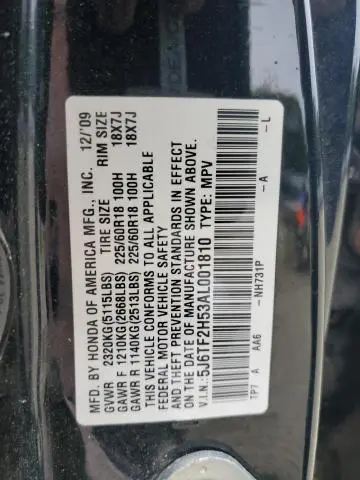 MFD. BY HONDA OF AMERICA MFG., INC. 12/'09
TIRE SIZE RIM SIZE
GVWR 2320KG(5115LBS)
GAWR F 1210KG(2668LBS) 225/60R18 100H 18X7J
GAWR R 1140KG(2513LBS) 225/60R18 100H 18X7J
THIS VEHICLE CONFORMS TO ALL APPLICABLE
FEDERAL MOTOR VEHICLE SAFETY
AND THEFT PREVENTION STANDARDS IN EFFECT
ON THE DATE OF MANUFACTURE SHOWN ABOVE.
V.I.N.: 5J6TF2H53AL001810 TYPE: MPV
TP7 A AA6 -NH731P -A -L